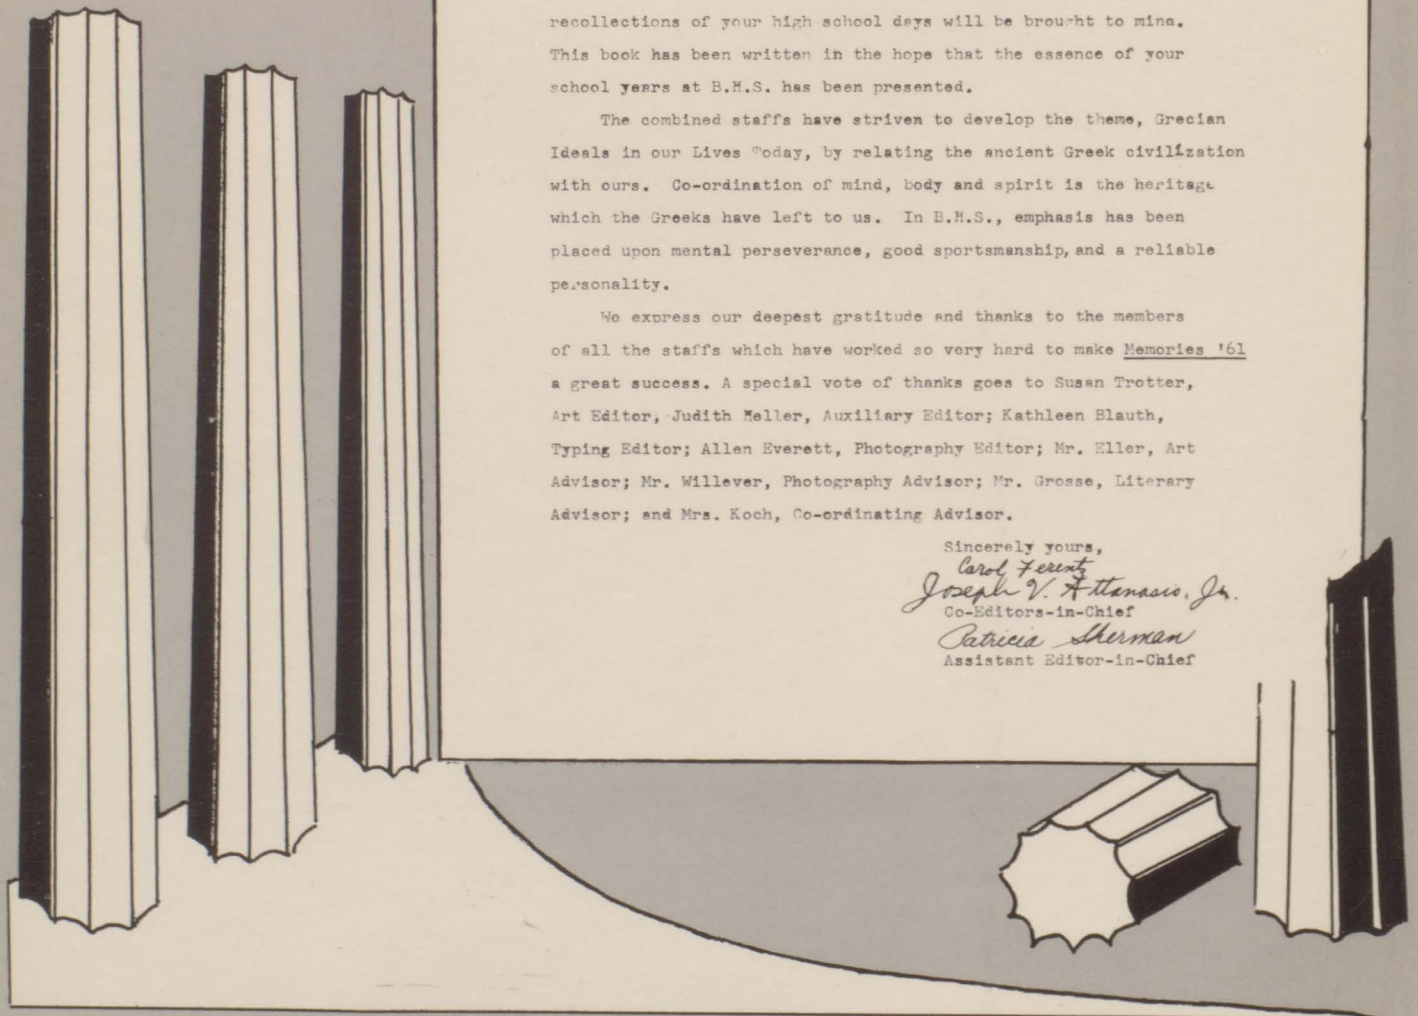 recollections of your high school days will be brought to mind.
This book has been written in the hope that the essence of your
school years at B.H.S. has been presented.
The combined staffs have striven to develop the theme, Grecian
Ideals in our Lives Today, by relating the ancient Greek civilization
with ours. Co-ordination of mind, body and spirit is the heritage
which the Greeks have left to us. In B.H.S., emphasis has been
placed upon mental perseverance, good sportsmanship, and a reliable
personality.
We express our deepest gratitude and thanks to the members
of all the staffs which have worked so very hard to make Memories '61
a great success. A special vote of thanks goes to Susan Trotter,
Art Editor; Judith Meller, Auxiliary Editor; Kathleen Blauth,
Typing Editor; Allen Everett, Photography Editor; Mr. Eller, Art
Advisor; Mr. Willever, Photography Advisor; Mr. Grosse, Literary
Advisor; and Mrs. Koch, Co-ordinating Advisor.
Sincerely yours,
Carol Ferentz
Joseph V. Attanasio, Jr.
Co-Editors-in-Chief
Patricia Sherman
Assistant Editor-in-Chief